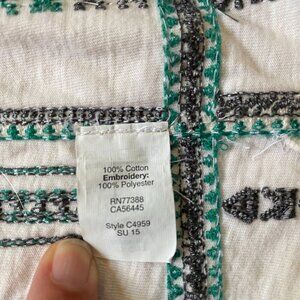 100% Cotton
Embroidery:
100% Polyester
RN77388
CA56445
Style C4959
SU 15